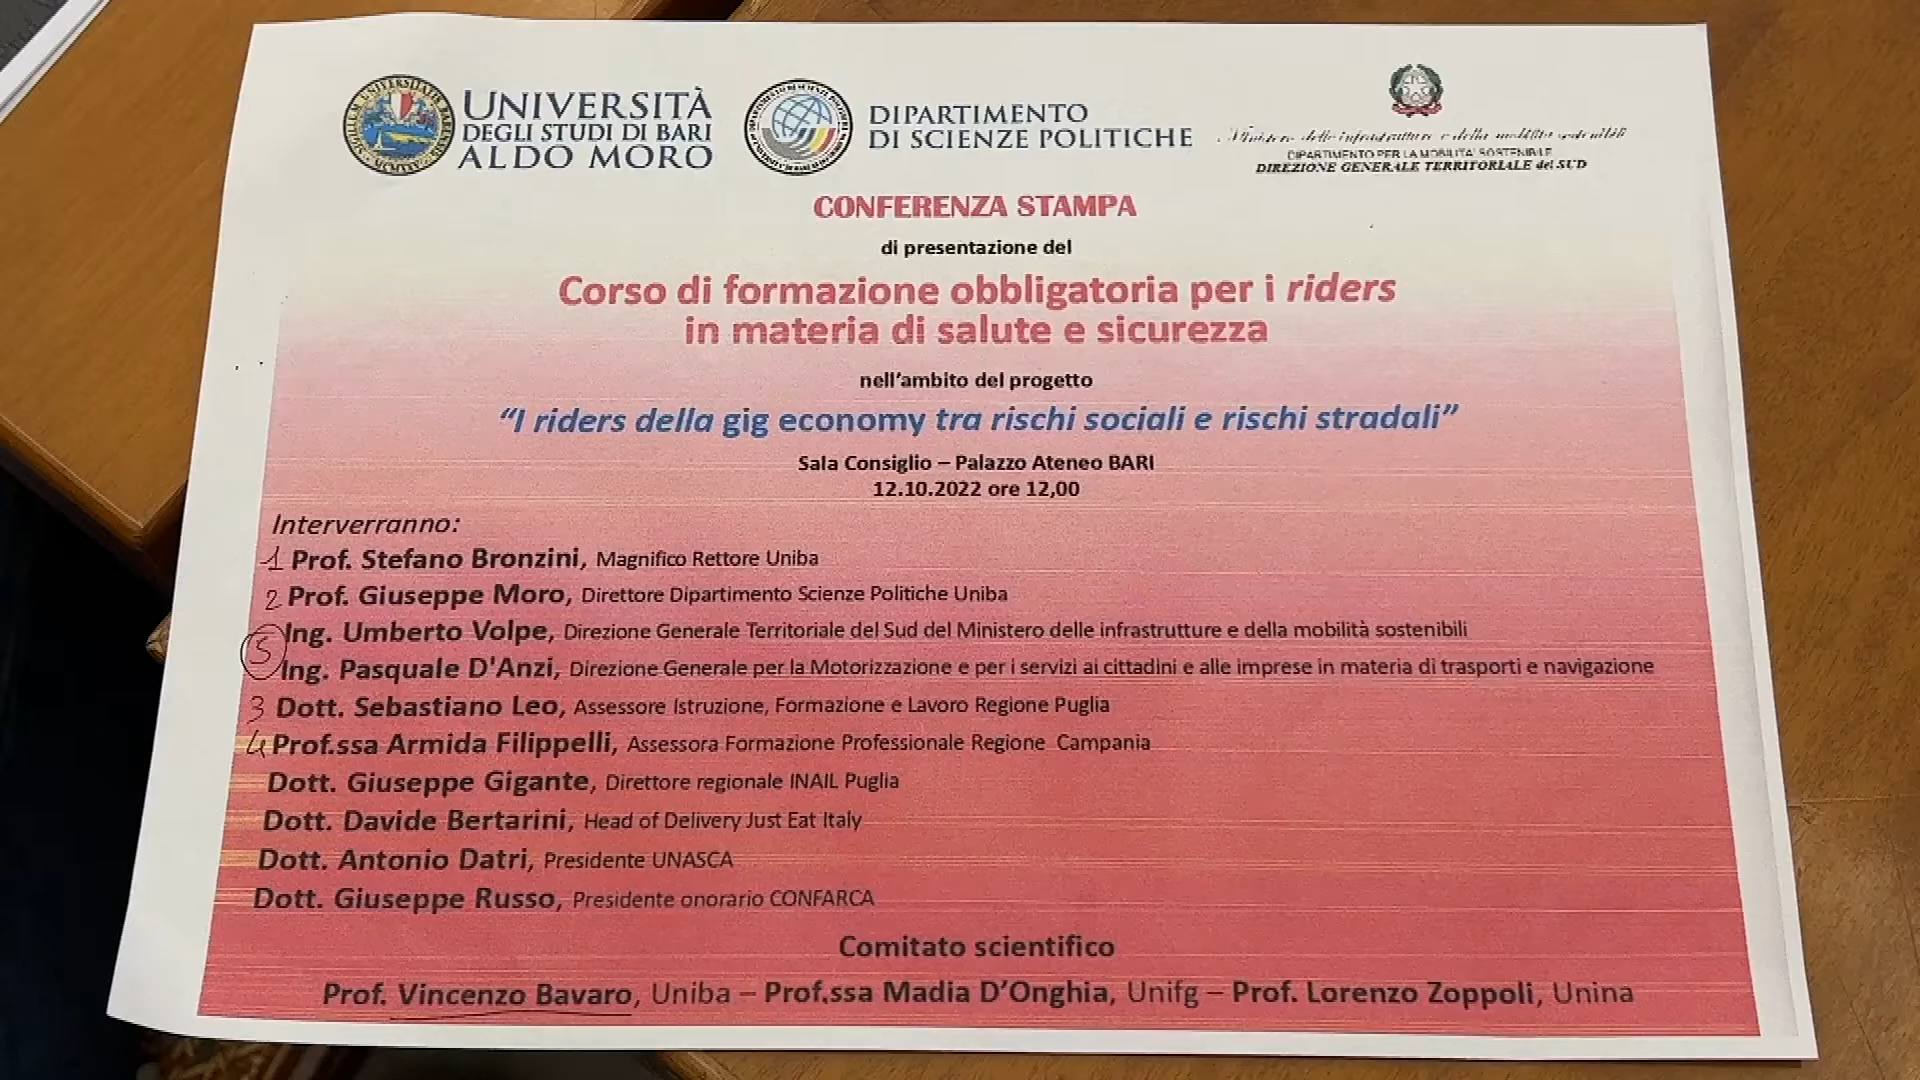 UNIVERSITÀ
DEGLI STUDI DI BARI
ALDO MORO
DIPARTIMENTO
DI SCIENZE POLITICHE
Ministero delle infrastrutture e della mobilità sostenibili
DIPARTIMENTO PER LA MOBILITA' SOSTENIBILE
DIREZIONE GENERALE TERRITORIALE del SUD
CONFERENZA STAMPA
di presentazione del
Corso di formazione obbligatoria per i riders
in materia di salute e sicurezza
nell'ambito del progetto
“I riders della gig economy tra rischi sociali e rischi stradali”
Sala Consiglio – Palazzo Ateneo BARI
12.10.2022 ore 12,00
Interverranno:
1 Prof. Stefano Bronzini, Magnifico Rettore Uniba
2 Prof. Giuseppe Moro, Direttore Dipartimento Scienze Politiche Uniba
5 Ing. Umberto Volpe, Direzione Generale Territoriale del Sud del Ministero delle infrastrutture e della mobilità sostenibili
Ing. Pasquale D'Anzi, Direzione Generale per la Motorizzazione e per i servizi ai cittadini e alle imprese in materia di trasporti e navigazione
3 Dott. Sebastiano Leo, Assessore Istruzione, Formazione e Lavoro Regione Puglia
4 Prof.ssa Armida Filippelli, Assessora Formazione Professionale Regione Campania
Dott. Giuseppe Gigante, Direttore regionale INAIL Puglia
Dott. Davide Bertarini, Head of Delivery Just Eat Italy
Dott. Antonio Datri, Presidente UNASCA
Dott. Giuseppe Russo, Presidente onorario CONFARCA
Comitato scientifico
Prof. Vincenzo Bavaro, Uniba – Prof.ssa Madia D'Onghia, Unifg – Prof. Lorenzo Zoppoli, Unina